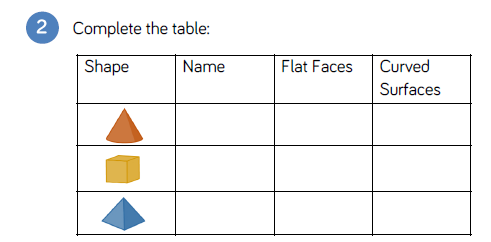 2 Complete the table:
Shape Name Flat Faces Curved
Surfaces